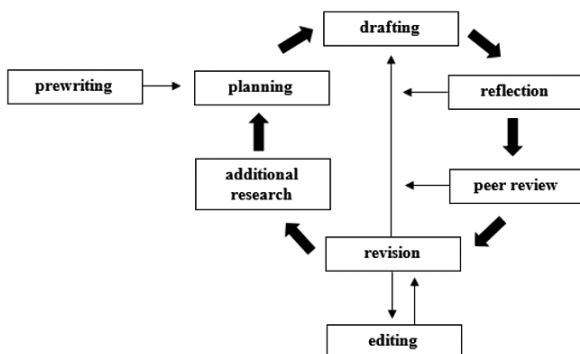 drafting
prewriting
planning
reflection
additional
research
peer review
revision
editing